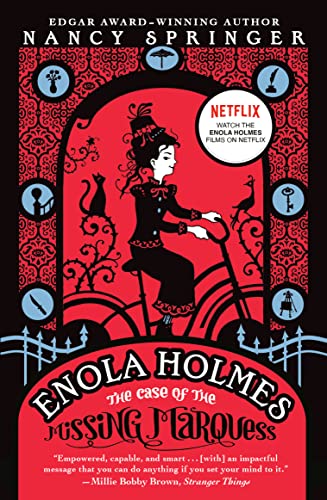 EDGAR AWARD–WINNING AUTHOR
NANCY SPRINGER
NETFLIX
WATCH THE
ENOLA HOLMES
FILMS ON NETFLIX
ENOLA HOLMES
THE CASE OF THE
MISSING MARQUESS
"Empowered, capable, and smart . . . [with] an impactful
message that you can do anything if you set your mind to it."
—Millie Bobby Brown, Stranger Things